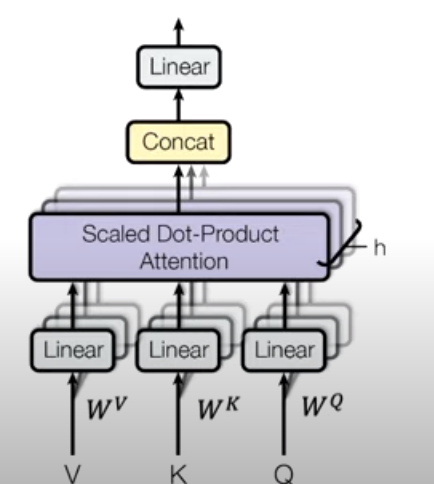 Linear
Concat
Scaled Dot-Product
Attention
h
Linear Linear Linear
W^V W^K W^Q
V K Q